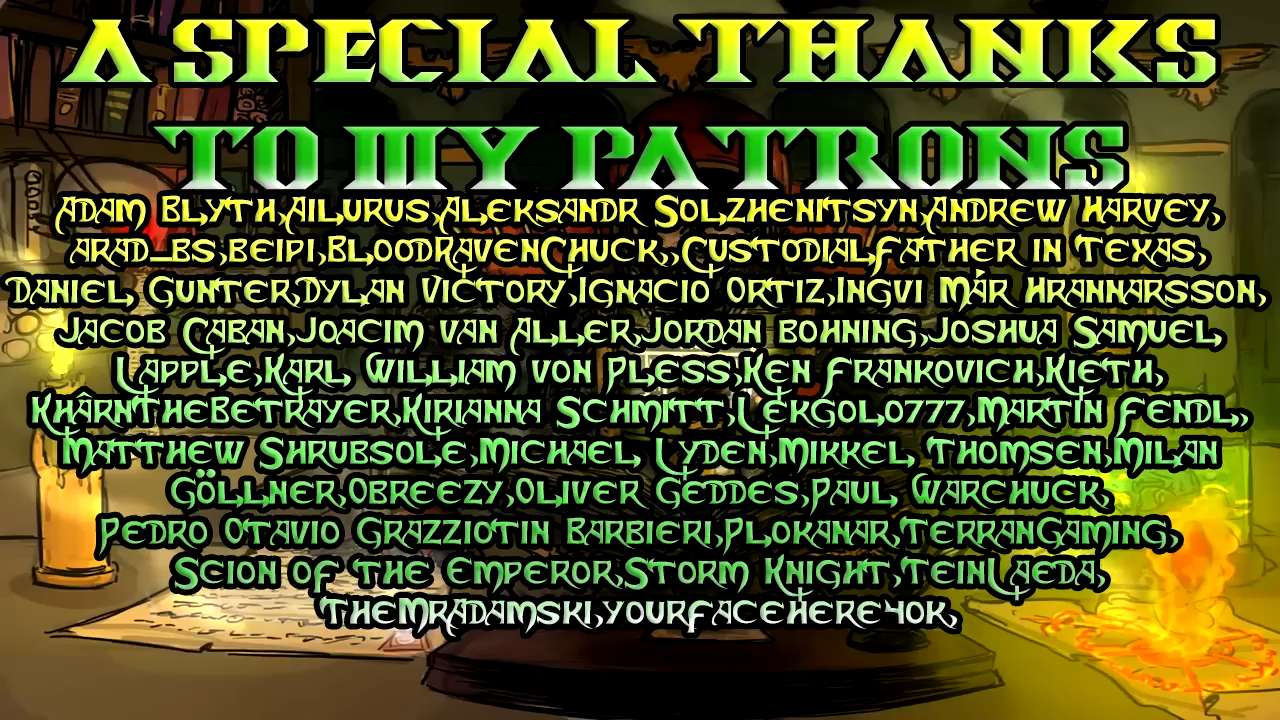 A SPECIAL THANKS
TO MY PATRONS
Adam Blyth,Ailurus,Aleksandr Solzhenitsyn,Andrew Harvey,
arad_bs,beipi,BloodRavenChuck,,Custodial,Father in Texas,
Daniel Gunter,Dylan Victory,Ignacio Ortiz,Ingvi Már Hrannarsson,
Jacob Caban,Joacim van Aller,Jordan bohning,Joshua Samuel
Lapple,Karl William von Pless,Ken Frankovich,Kieth,
KhârnTheBetrayer,Kirianna Schmitt,Lekgolo777,Martin Fendl,,
Matthew Shrubsole,Michael Lyden,Mikkel Thomsen,Milan
Göllner,Obreezy,Oliver Geddes,Paul Warchuck,
Pedro Otavio Grazziotin Barbieri,Plokanar,TerranGaming,
Scion of the Emperor,Storm Knight,TeinLaeda,
TheMrAdamski,yourfacehere40k,